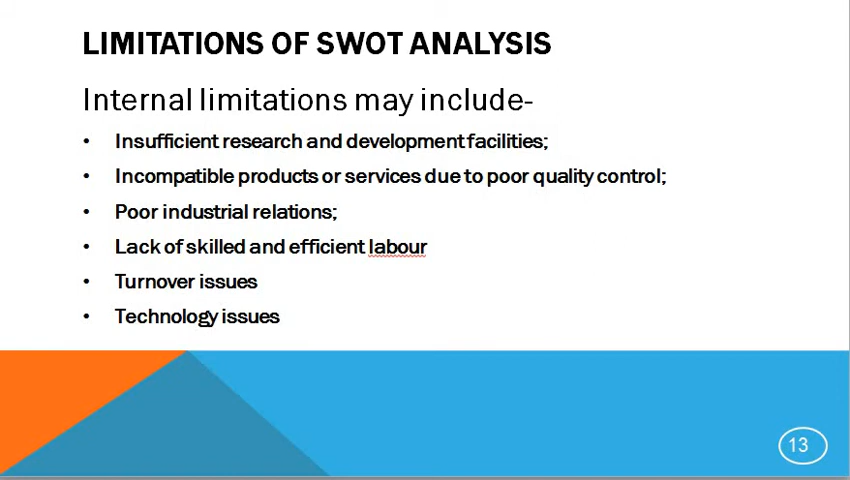 LIMITATIONS OF SWOT ANALYSIS
Internal limitations may include-
• Insufficient research and development facilities;
• Incompatible products or services due to poor quality control;
• Poor industrial relations;
• Lack of skilled and efficient labour
• Turnover issues
• Technology issues
13